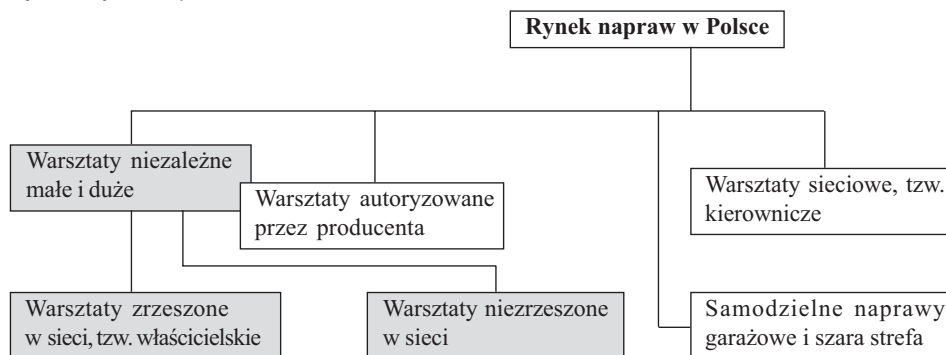 Rynek napraw w Polsce
Warsztaty niezależne
małe i duże
Warsztaty autoryzowane
przez producenta
Warsztaty sieciowe, tzw.
kierownicze
Warsztaty zrzeszone
w sieci, tzw. właścicielskie
Warsztaty niezrzeszone
w sieci
Samodzielne naprawy
garażowe i szara strefa